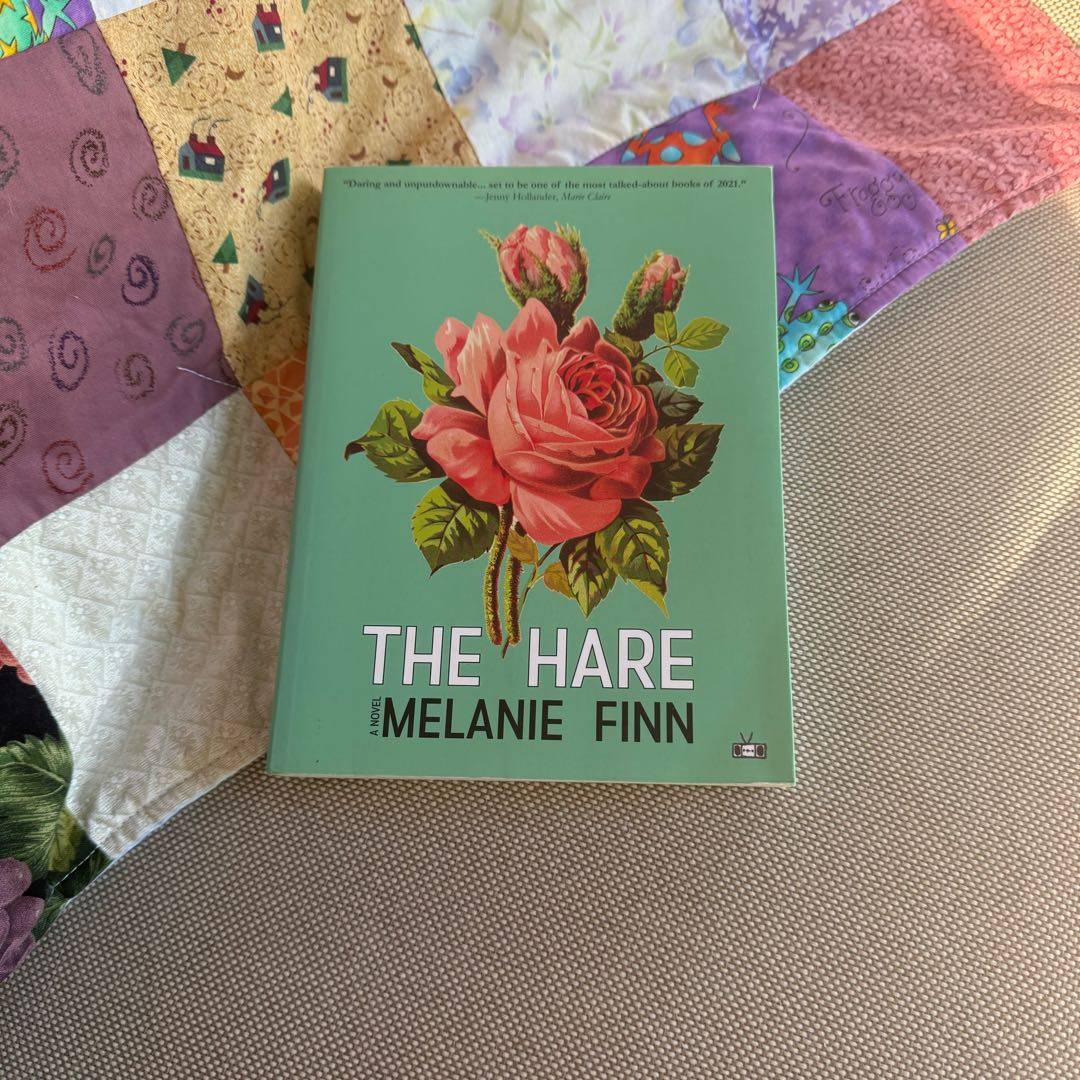 "Daring and unputdownable... set to be one of the most talked-about books of 2021."
—Jenny Hollander, Marie Claire
THE HARE
A NOVEL
MELANIE FINN